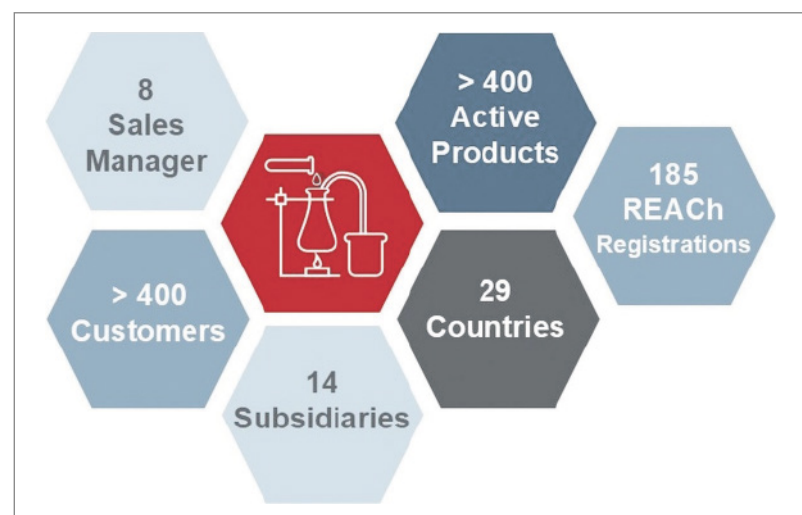 8
Sales
Manager
> 400
Active
Products
185
REACh
Registrations
> 400
Customers
29
Countries
14
Subsidiaries